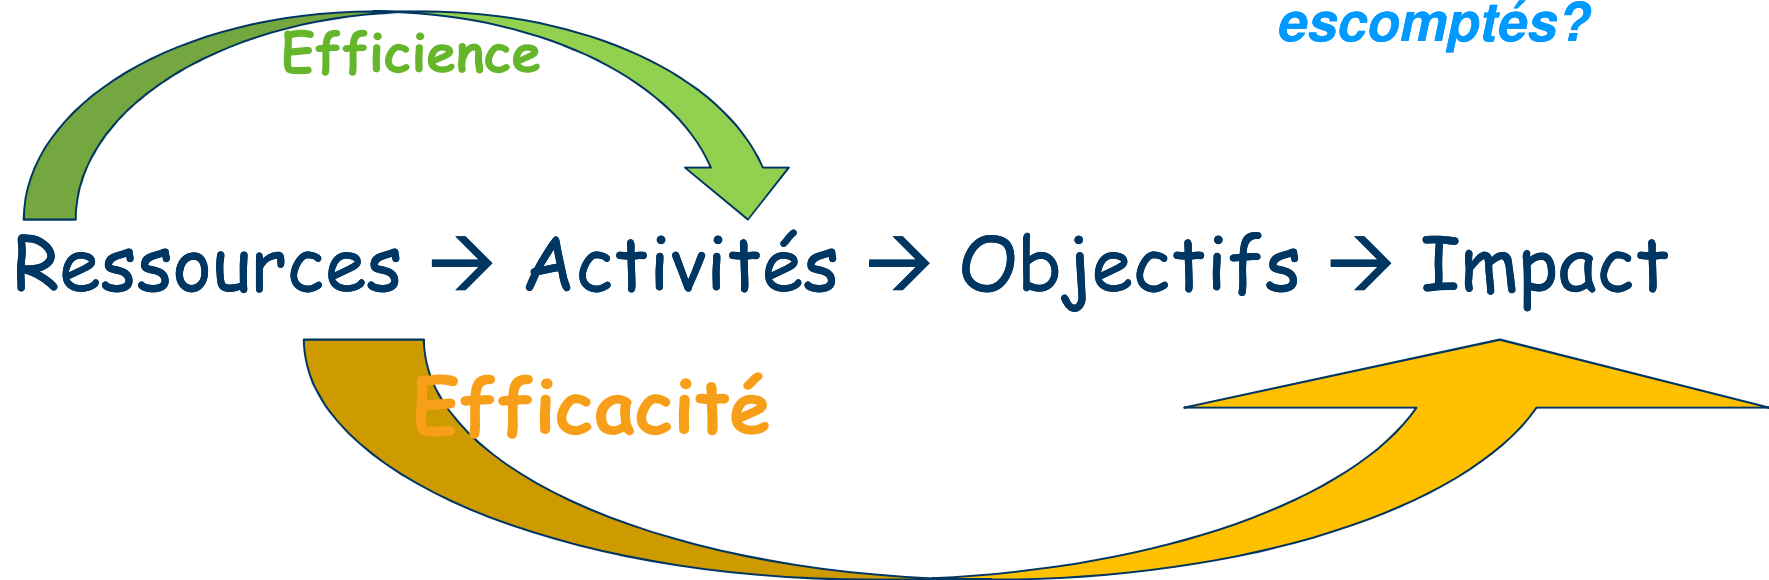 escomptés?
Efficience
Ressources → Activités → Objectifs → Impact
Efficacité